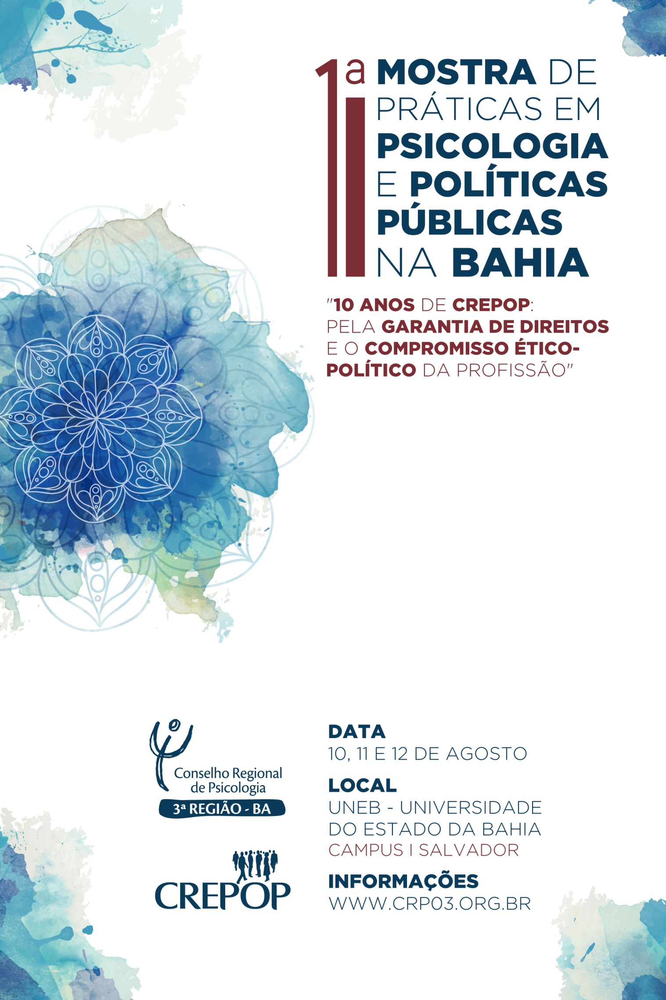 1ª MOSTRA DE
PRÁTICAS EM
PSICOLOGIA
E POLÍTICAS
PÚBLICAS
NA BAHIA
"10 ANOS DE CREPOP:
PELA GARANTIA DE DIREITOS
E O COMPROMISSO ÉTICO-
POLÍTICO DA PROFISSÃO"
Conselho Regional
de Psicologia
3ª REGIÃO - BA
CREPOP
DATA
10, 11 E 12 DE AGOSTO
LOCAL
UNEB - UNIVERSIDADE
DO ESTADO DA BAHIA
CAMPUS I SALVADOR
INFORMAÇÕES
WWW.CRP03.ORG.BR